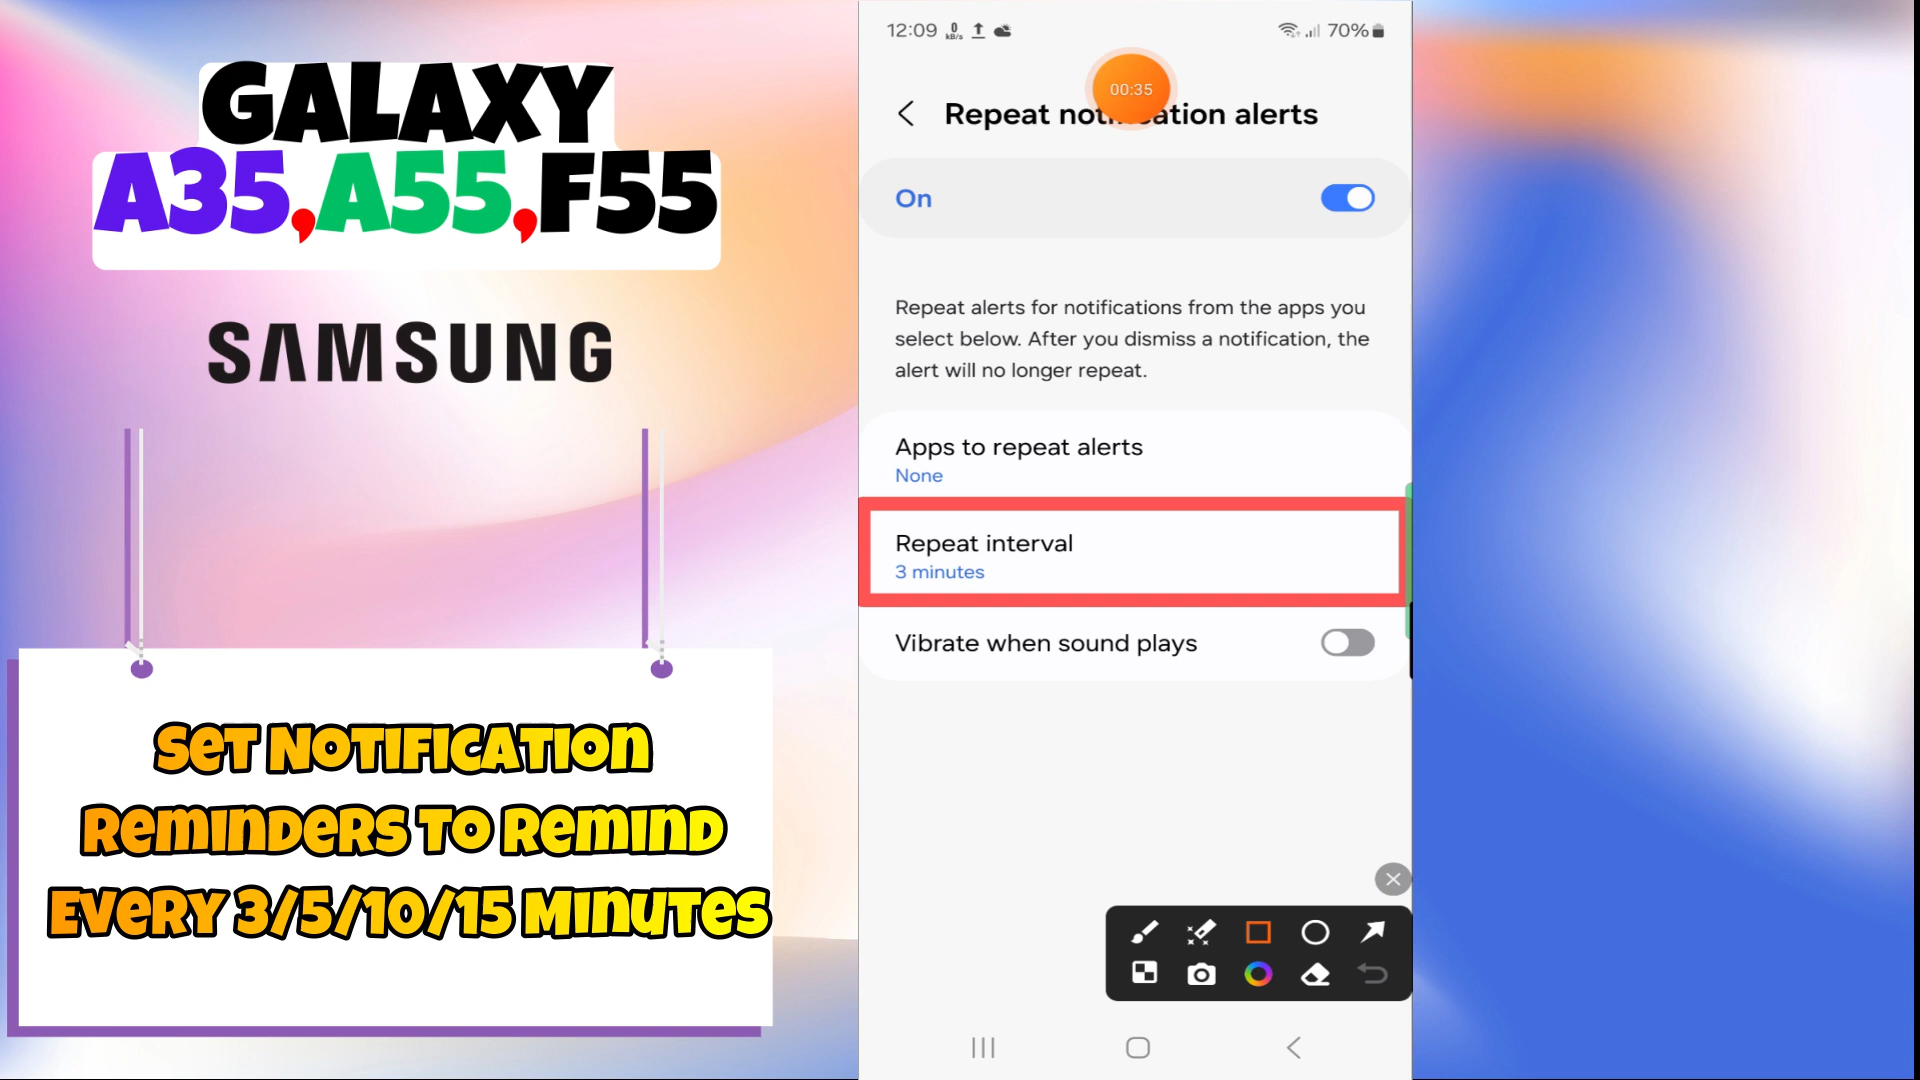 GALAXY
A35,A55,F55
SAMSUNG
Set Notification
Reminders to Remind
Every 3/5/10/15 Minutes
12:09 0 kB/s 70%
00:35
Repeat notification alerts
On
Repeat alerts for notifications from the apps you
select below. After you dismiss a notification, the
alert will no longer repeat.
Apps to repeat alerts
None
Repeat interval
3 minutes
Vibrate when sound plays